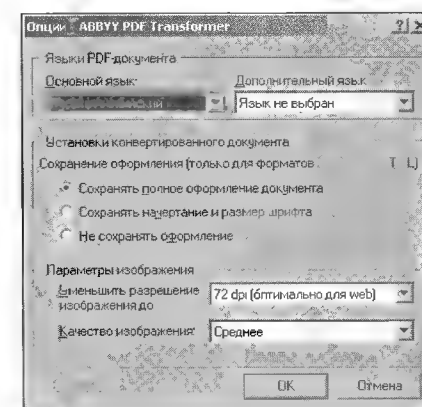 Опции ABBYY PDF Transformer
Языки PDF-документа
Основной язык: Дополнительный язык
Язык не выбран
Установки конвертированного документа
Сохранение оформления (только для форматов
Сохранять полное оформление документа
Сохранять начертание и размер шрифта
Не сохранять оформление
Параметры изображения
Уменьшить разрешение
изображения до
72 dpi (оптимально для web)
Качество изображения: Среднее
OK Отмена